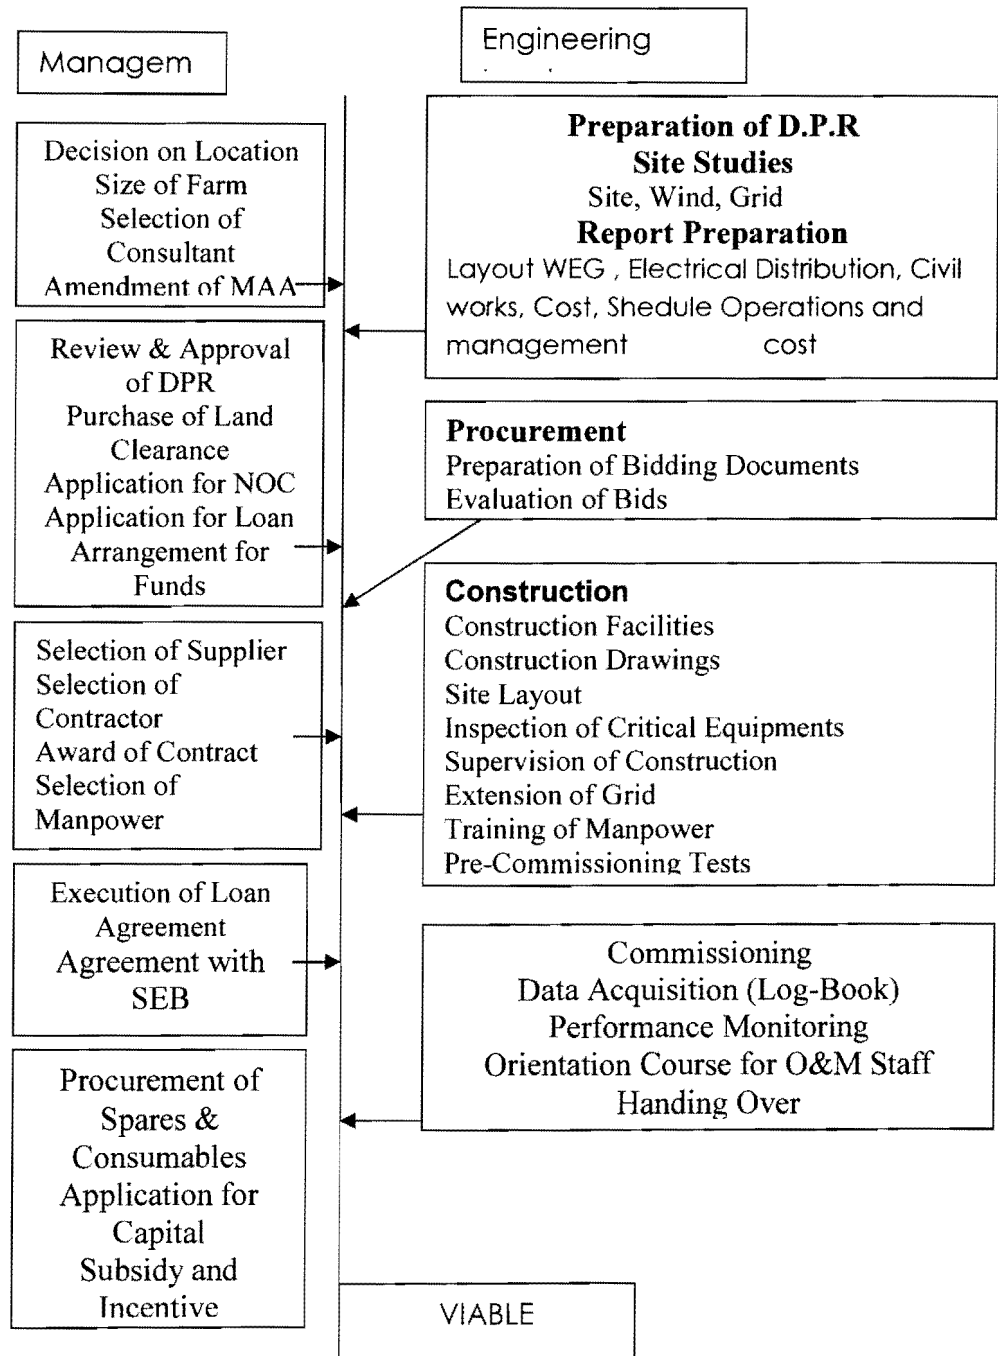 Managem
Engineering
Decision on Location
Size of Farm
Selection of
Consultant
Amendment of MAA
Preparation of D.P.R
Site Studies
Site, Wind, Grid
Report Preparation
Layout WEG , Electrical Distribution, Civil
works, Cost, Shedule Operations and
management cost
Review & Approval
of DPR
Purchase of Land
Clearance
Application for NOC
Application for Loan
Arrangement for
Funds
Procurement
Preparation of Bidding Documents
Evaluation of Bids
Selection of Supplier
Selection of
Contractor
Award of Contract
Selection of
Manpower
Construction
Construction Facilities
Construction Drawings
Site Layout
Inspection of Critical Equipments
Supervision of Construction
Extension of Grid
Training of Manpower
Pre-Commissioning Tests
Execution of Loan
Agreement
Agreement with
SEB
Commissioning
Data Acquisition (Log-Book)
Performance Monitoring
Orientation Course for O&M Staff
Handing Over
Procurement of
Spares &
Consumables
Application for
Capital
Subsidy and
Incentive
VIABLE